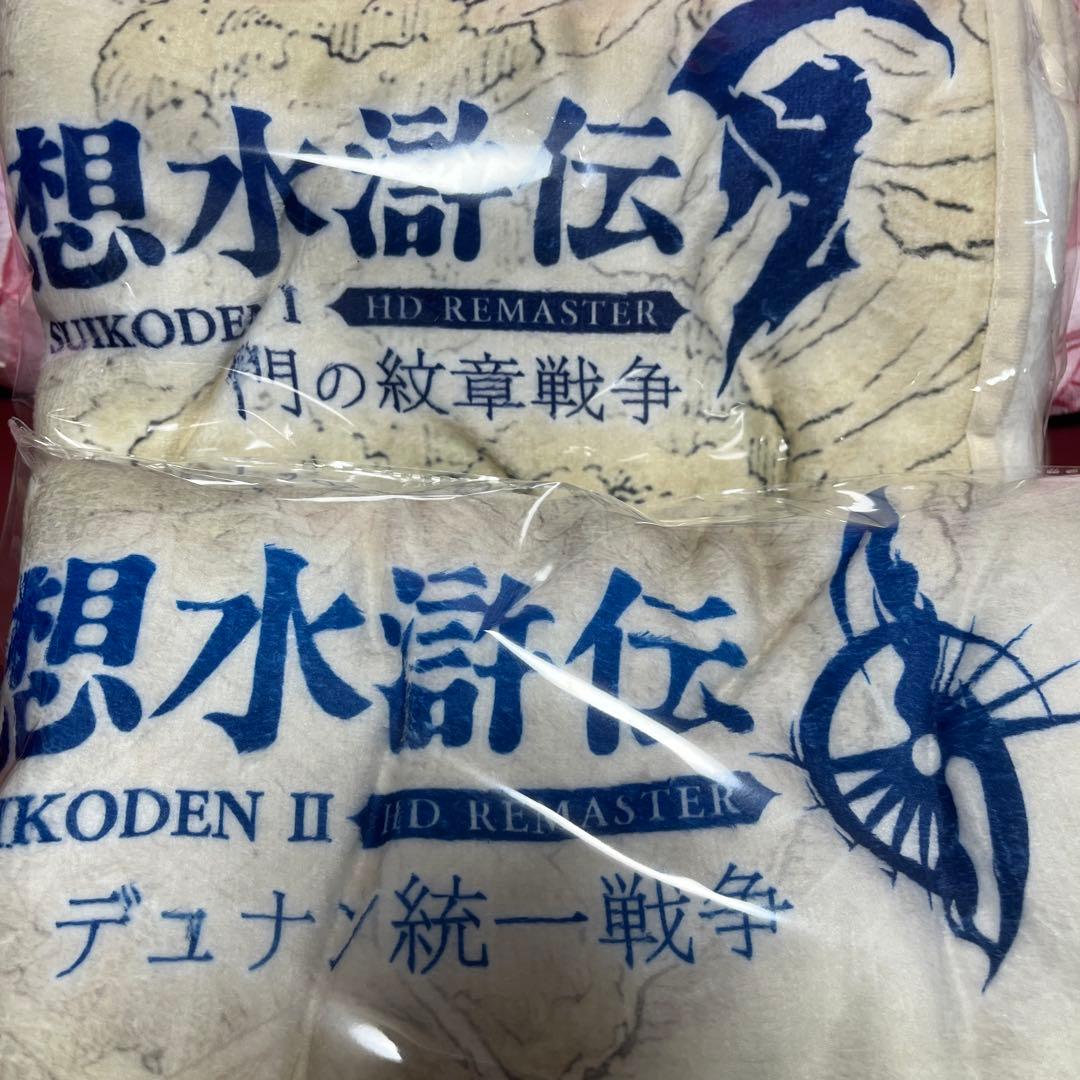 想水滸伝
SUIKODEN I HD REMASTER
門の紋章戦争
想水滸伝
IKODEN II HD REMASTER
デュナン統一戦争